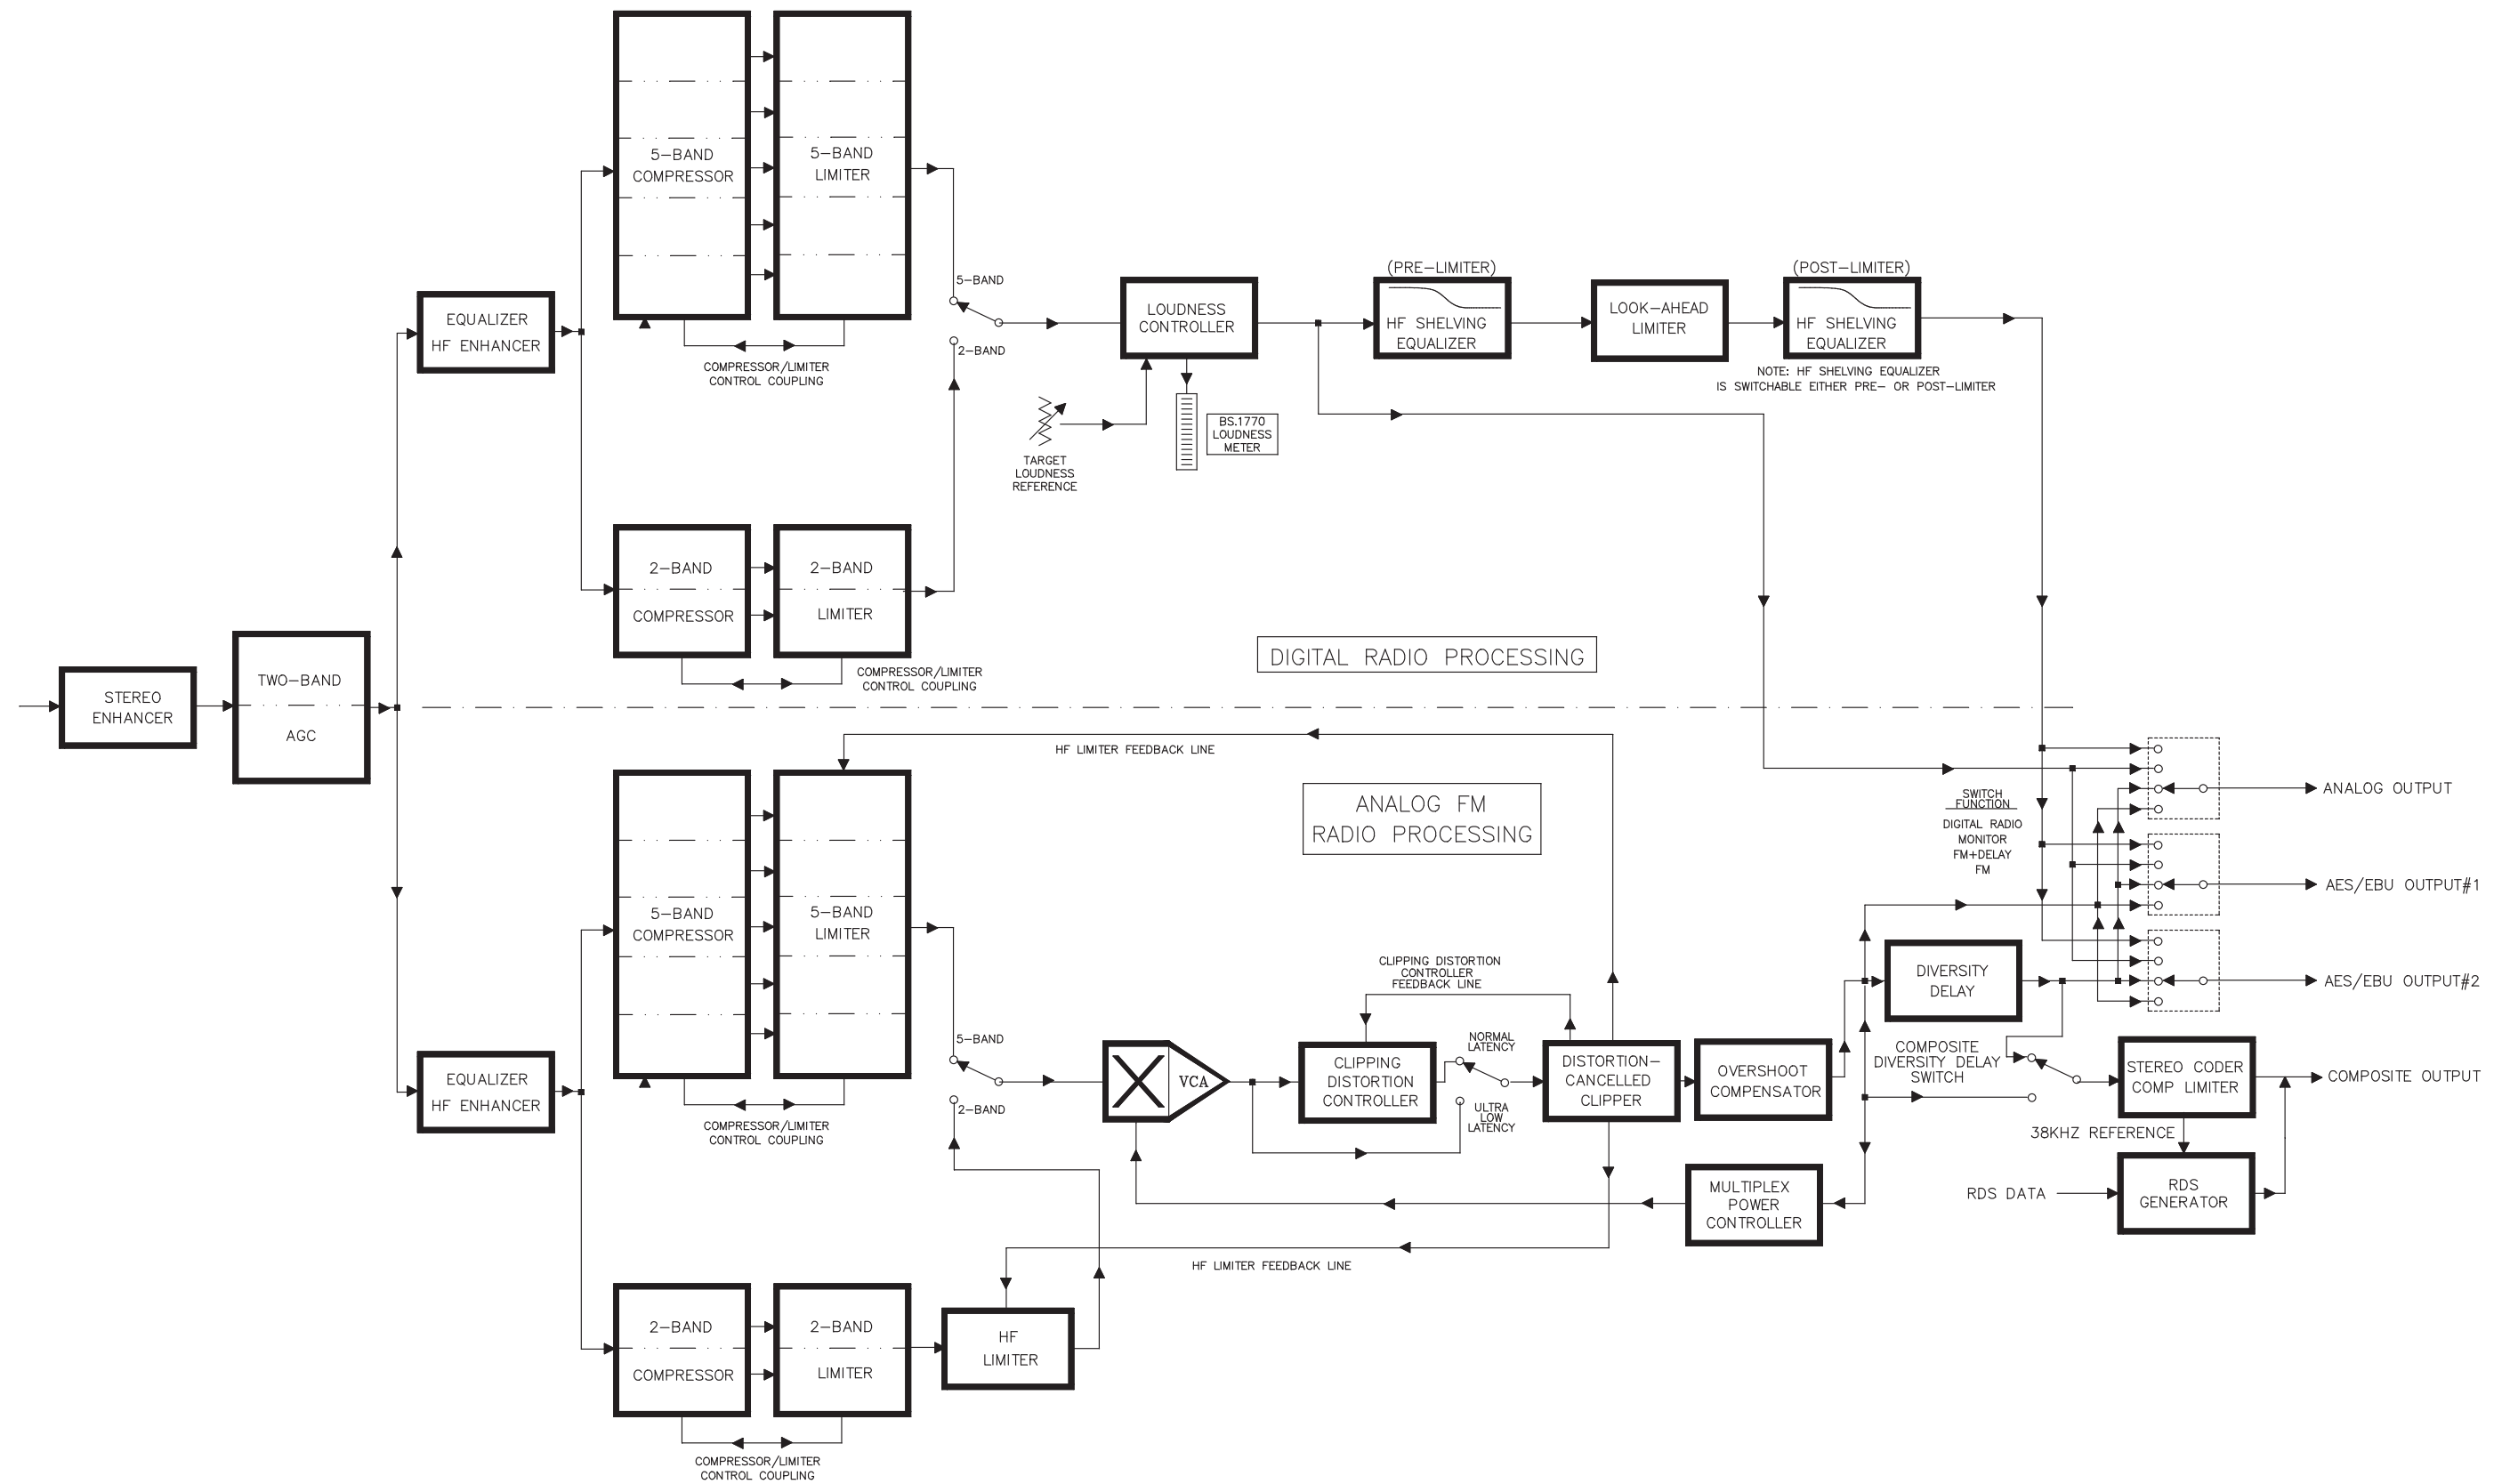 5-BAND
COMPRESSOR
5-BAND
LIMITER
EQUALIZER
HF ENHANCER
COMPRESSOR/LIMITER
CONTROL COUPLING
5-BAND
2-BAND
LOUDNESS
CONTROLLER
(PRE-LIMITER)
HF SHELVING
EQUALIZER
LOOK-AHEAD
LIMITER
(POST-LIMITER)
HF SHELVING
EQUALIZER
NOTE: HF SHELVING EQUALIZER
IS SWITCHABLE EITHER PRE- OR POST-LIMITER
TARGET
LOUDNESS
REFERENCE
BS.1770
LOUDNESS
METER
2-BAND
COMPRESSOR
2-BAND
LIMITER
COMPRESSOR/LIMITER
CONTROL COUPLING
DIGITAL RADIO PROCESSING
STEREO
ENHANCER
TWO-BAND
AGC
HF LIMITER FEEDBACK LINE
ANALOG FM
RADIO PROCESSING
SWITCH
FUNCTION
DIGITAL RADIO
MONITOR
FM+DELAY
FM
ANALOG OUTPUT
AES/EBU OUTPUT#1
AES/EBU OUTPUT#2
5-BAND
COMPRESSOR
5-BAND
LIMITER
EQUALIZER
HF ENHANCER
COMPRESSOR/LIMITER
CONTROL COUPLING
5-BAND
2-BAND
VCA
CLIPPING DISTORTION
CONTROLLER
FEEDBACK LINE
CLIPPING
DISTORTION
CONTROLLER
NORMAL
LATENCY
ULTRA
LOW
LATENCY
DISTORTION-
CANCELLED
CLIPPER
OVERSHOOT
COMPENSATOR
DIVERSITY
DELAY
COMPOSITE
DIVERSITY DELAY
SWITCH
STEREO CODER
COMP LIMITER
COMPOSITE OUTPUT
38KHZ REFERENCE
RDS DATA
RDS
GENERATOR
MULTIPLEX
POWER
CONTROLLER
HF LIMITER FEEDBACK LINE
2-BAND
COMPRESSOR
2-BAND
LIMITER
HF
LIMITER
COMPRESSOR/LIMITER
CONTROL COUPLING